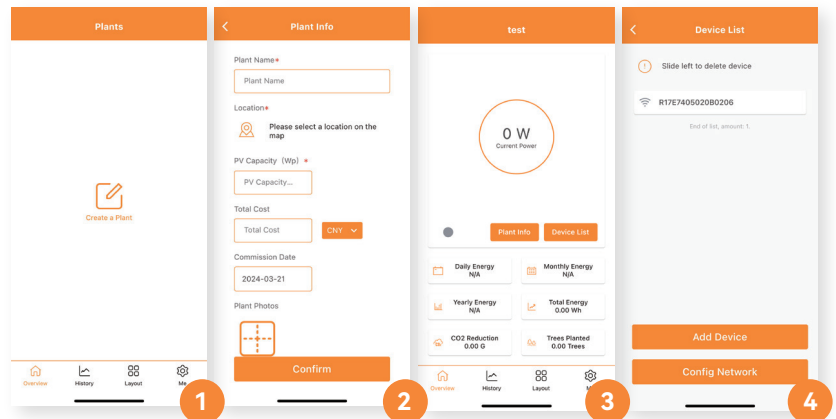 Plants
Create a Plant
Overview
History
Layout
Me
1
Plant Info
Plant Name*
Plant Name
Location*
Please select a location on the
map
PV Capacity (Wp) *
PV Capacity...
Total Cost
Total Cost
CNY
Commission Date
2024-03-21
Plant Photos
Confirm
2
test
0 W
Current Power
Plant Info
Device List
Daily Energy
N/A
Monthly Energy
N/A
Yearly Energy
N/A
Total Energy
0.00 Wh
CO2 Reduction
0.00 G
Trees Planted
0.00 Trees
Overview
History
Layout
3
Device List
Slide left to delete device
R17E7405020B0206
End of list, amount: 1.
Add Device
Config Network
4